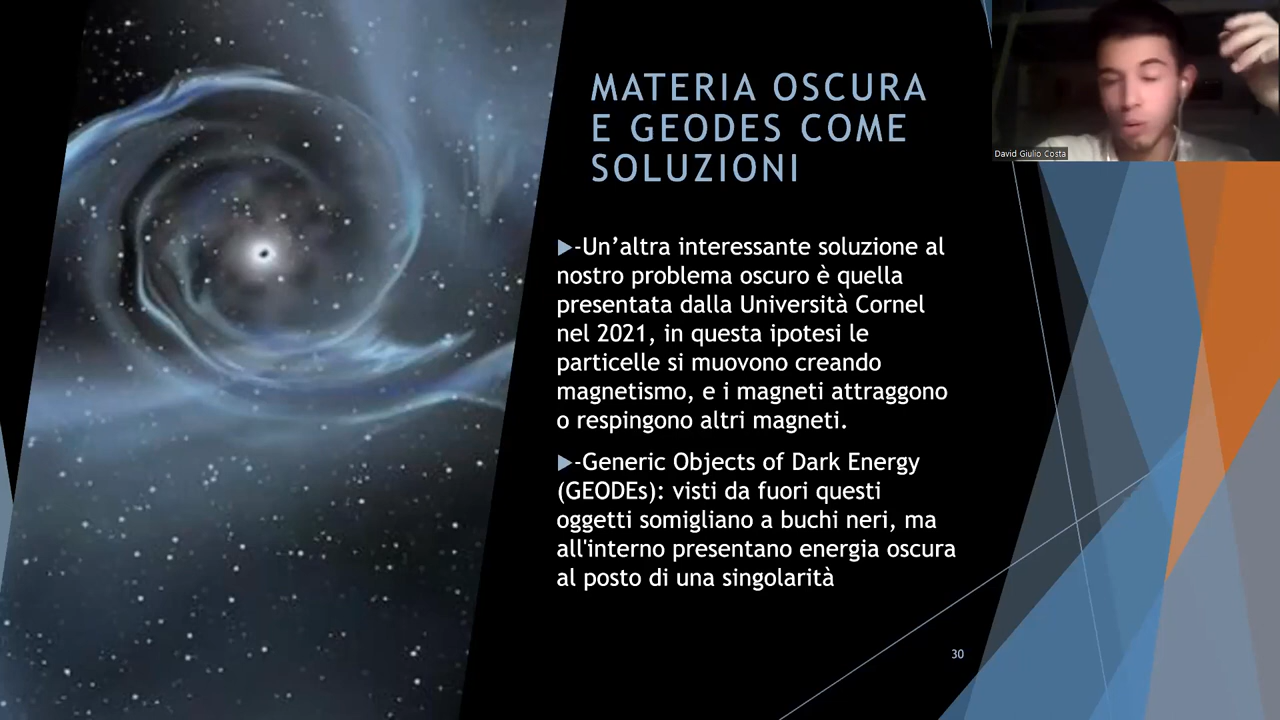 MATERIA OSCURA
E GEODES COME
SOLUZIONI
David Giulio Costa
-Un’altra interessante soluzione al
nostro problema oscuro è quella
presentata dalla Università Cornel
nel 2021, in questa ipotesi le
particelle si muovono creando
magnetismo, e i magneti attraggono
o respingono altri magneti.
-Generic Objects of Dark Energy
(GEODEs): visti da fuori questi
oggetti somigliano a buchi neri, ma
all'interno presentano energia oscura
al posto di una singolarità
30